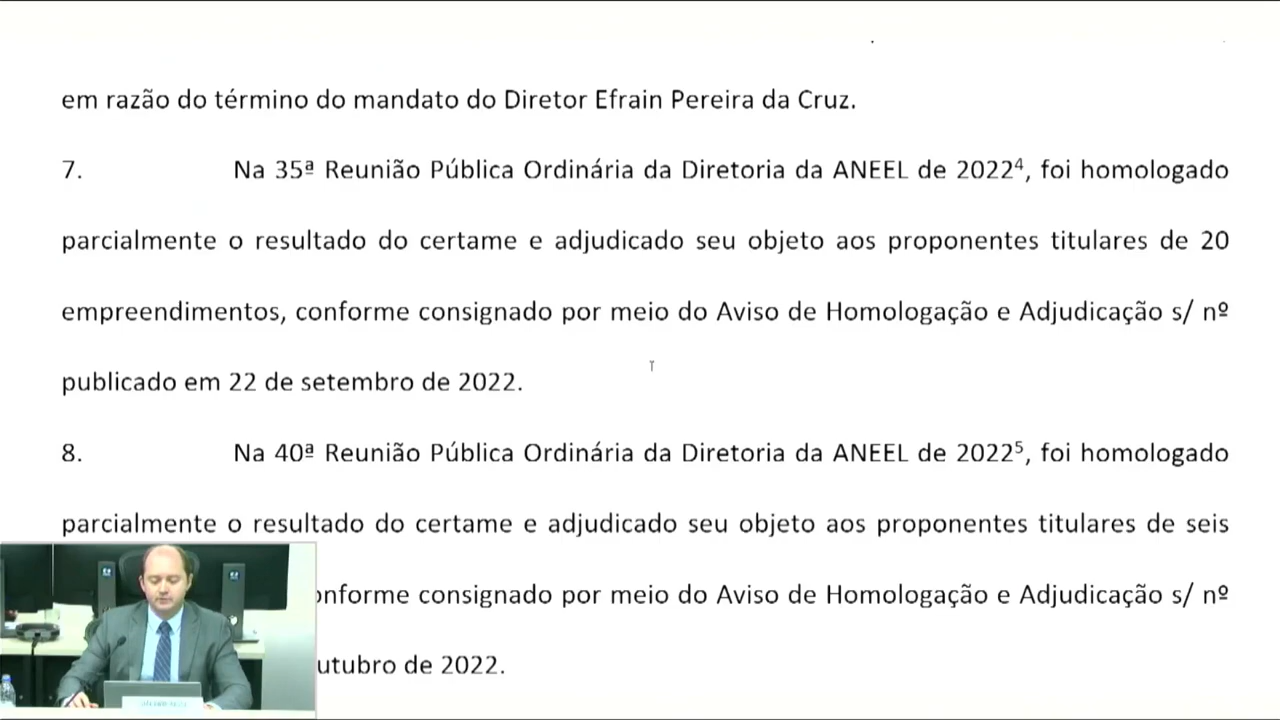 em razão do término do mandato do Diretor Efrain Pereira da Cruz.
7. Na 35ª Reunião Pública Ordinária da Diretoria da ANEEL de 2022⁴, foi homologado
parcialmente o resultado do certame e adjudicado seu objeto aos proponentes titulares de 20
empreendimentos, conforme consignado por meio do Aviso de Homologação e Adjudicação s/ nº
publicado em 22 de setembro de 2022.
8. Na 40ª Reunião Pública Ordinária da Diretoria da ANEEL de 2022⁵, foi homologado
parcialmente o resultado do certame e adjudicado seu objeto aos proponentes titulares de seis
onforme consignado por meio do Aviso de Homologação e Adjudicação s/ nº
utubro de 2022.